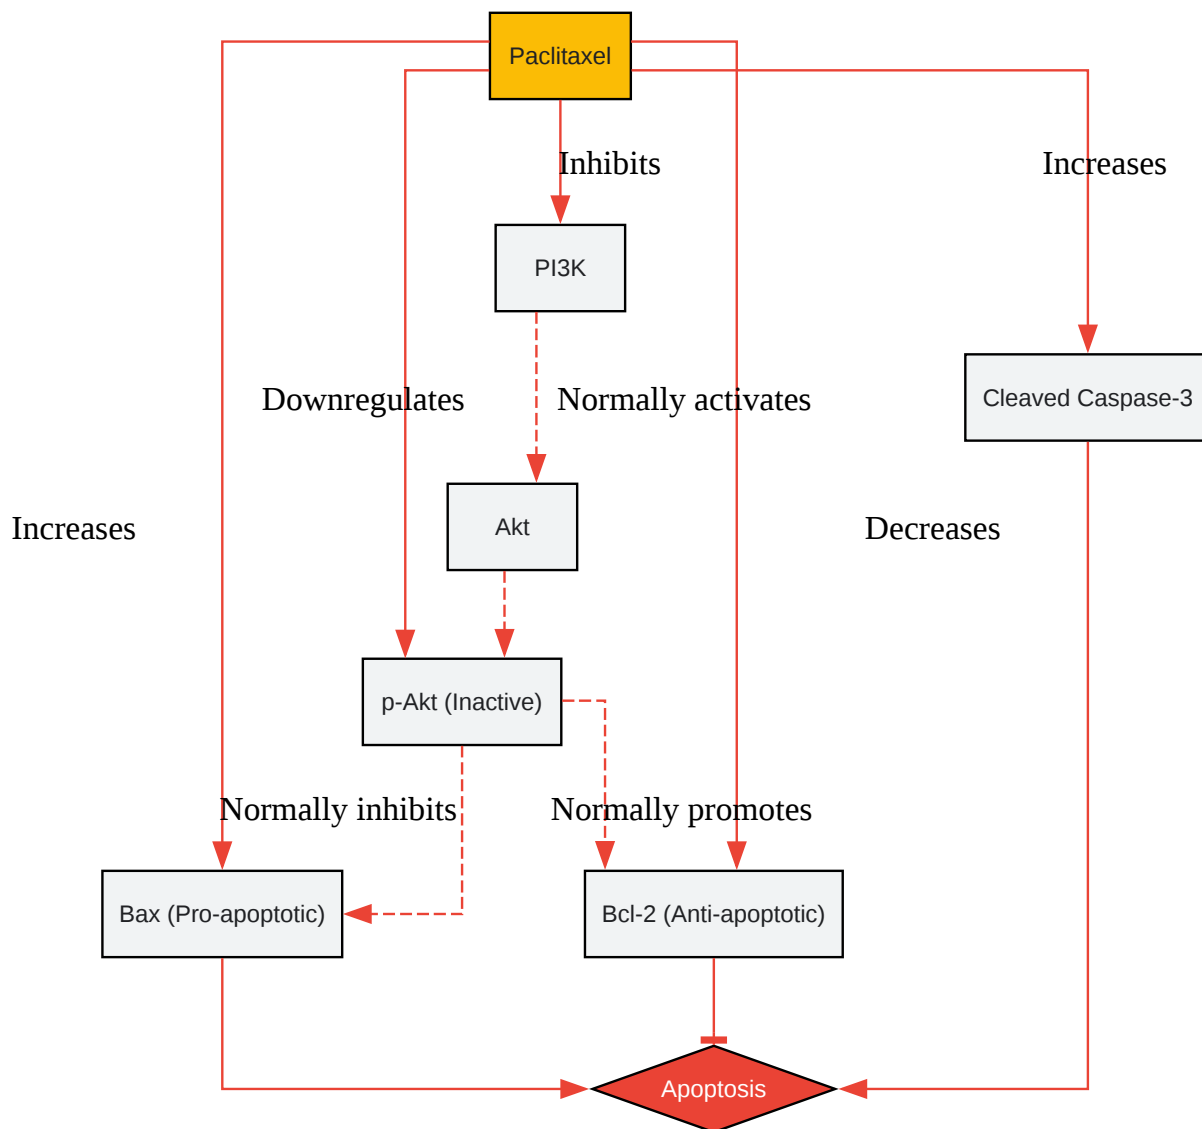 Paclitaxel
Inhibits
Increases
PI3K
Downregulates
Normally activates
Cleaved Caspase-3
Increases
Akt
Decreases
p-Akt (Inactive)
Normally inhibits
Normally promotes
Bax (Pro-apoptotic)
Bcl-2 (Anti-apoptotic)
Apoptosis